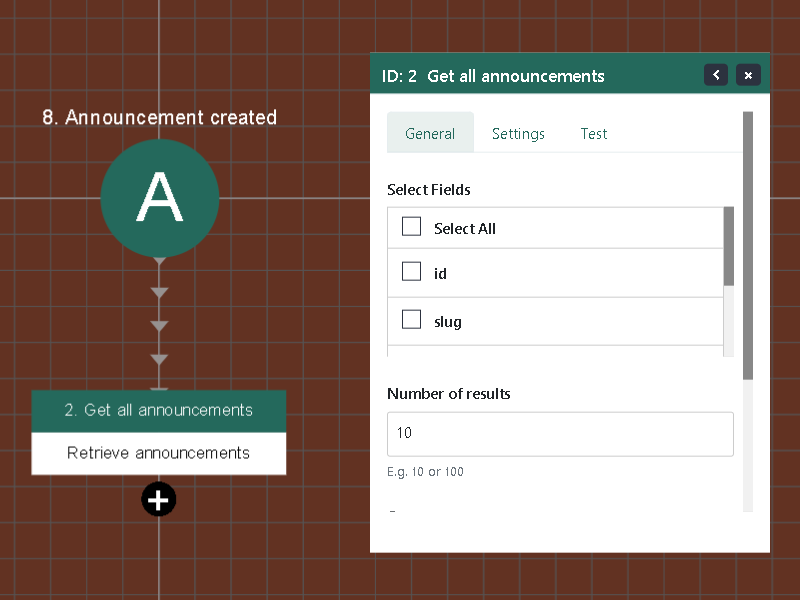 8. Announcement created
A
2. Get all announcements
Retrieve announcements
ID: 2 Get all announcements
General Settings Test
Select Fields
Select All
id
slug
Number of results
10
E.g. 10 or 100